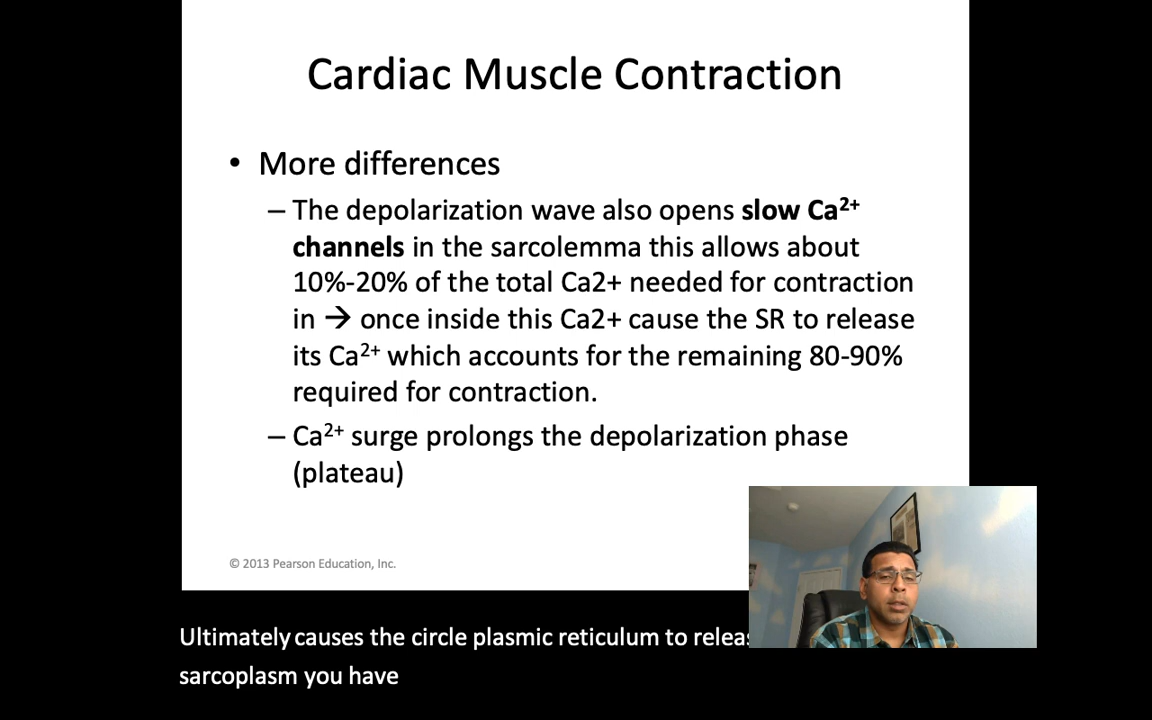 Cardiac Muscle Contraction
• More differences
– The depolarization wave also opens slow Ca²⁺
channels in the sarcolemma this allows about
10%-20% of the total Ca2+ needed for contraction
in → once inside this Ca2+ cause the SR to release
its Ca²⁺ which accounts for the remaining 80-90%
required for contraction.
– Ca²⁺ surge prolongs the depolarization phase
(plateau)
© 2013 Pearson Education, Inc.
Ultimately causes the circle plasmic reticulum to
sarcoplasm you have